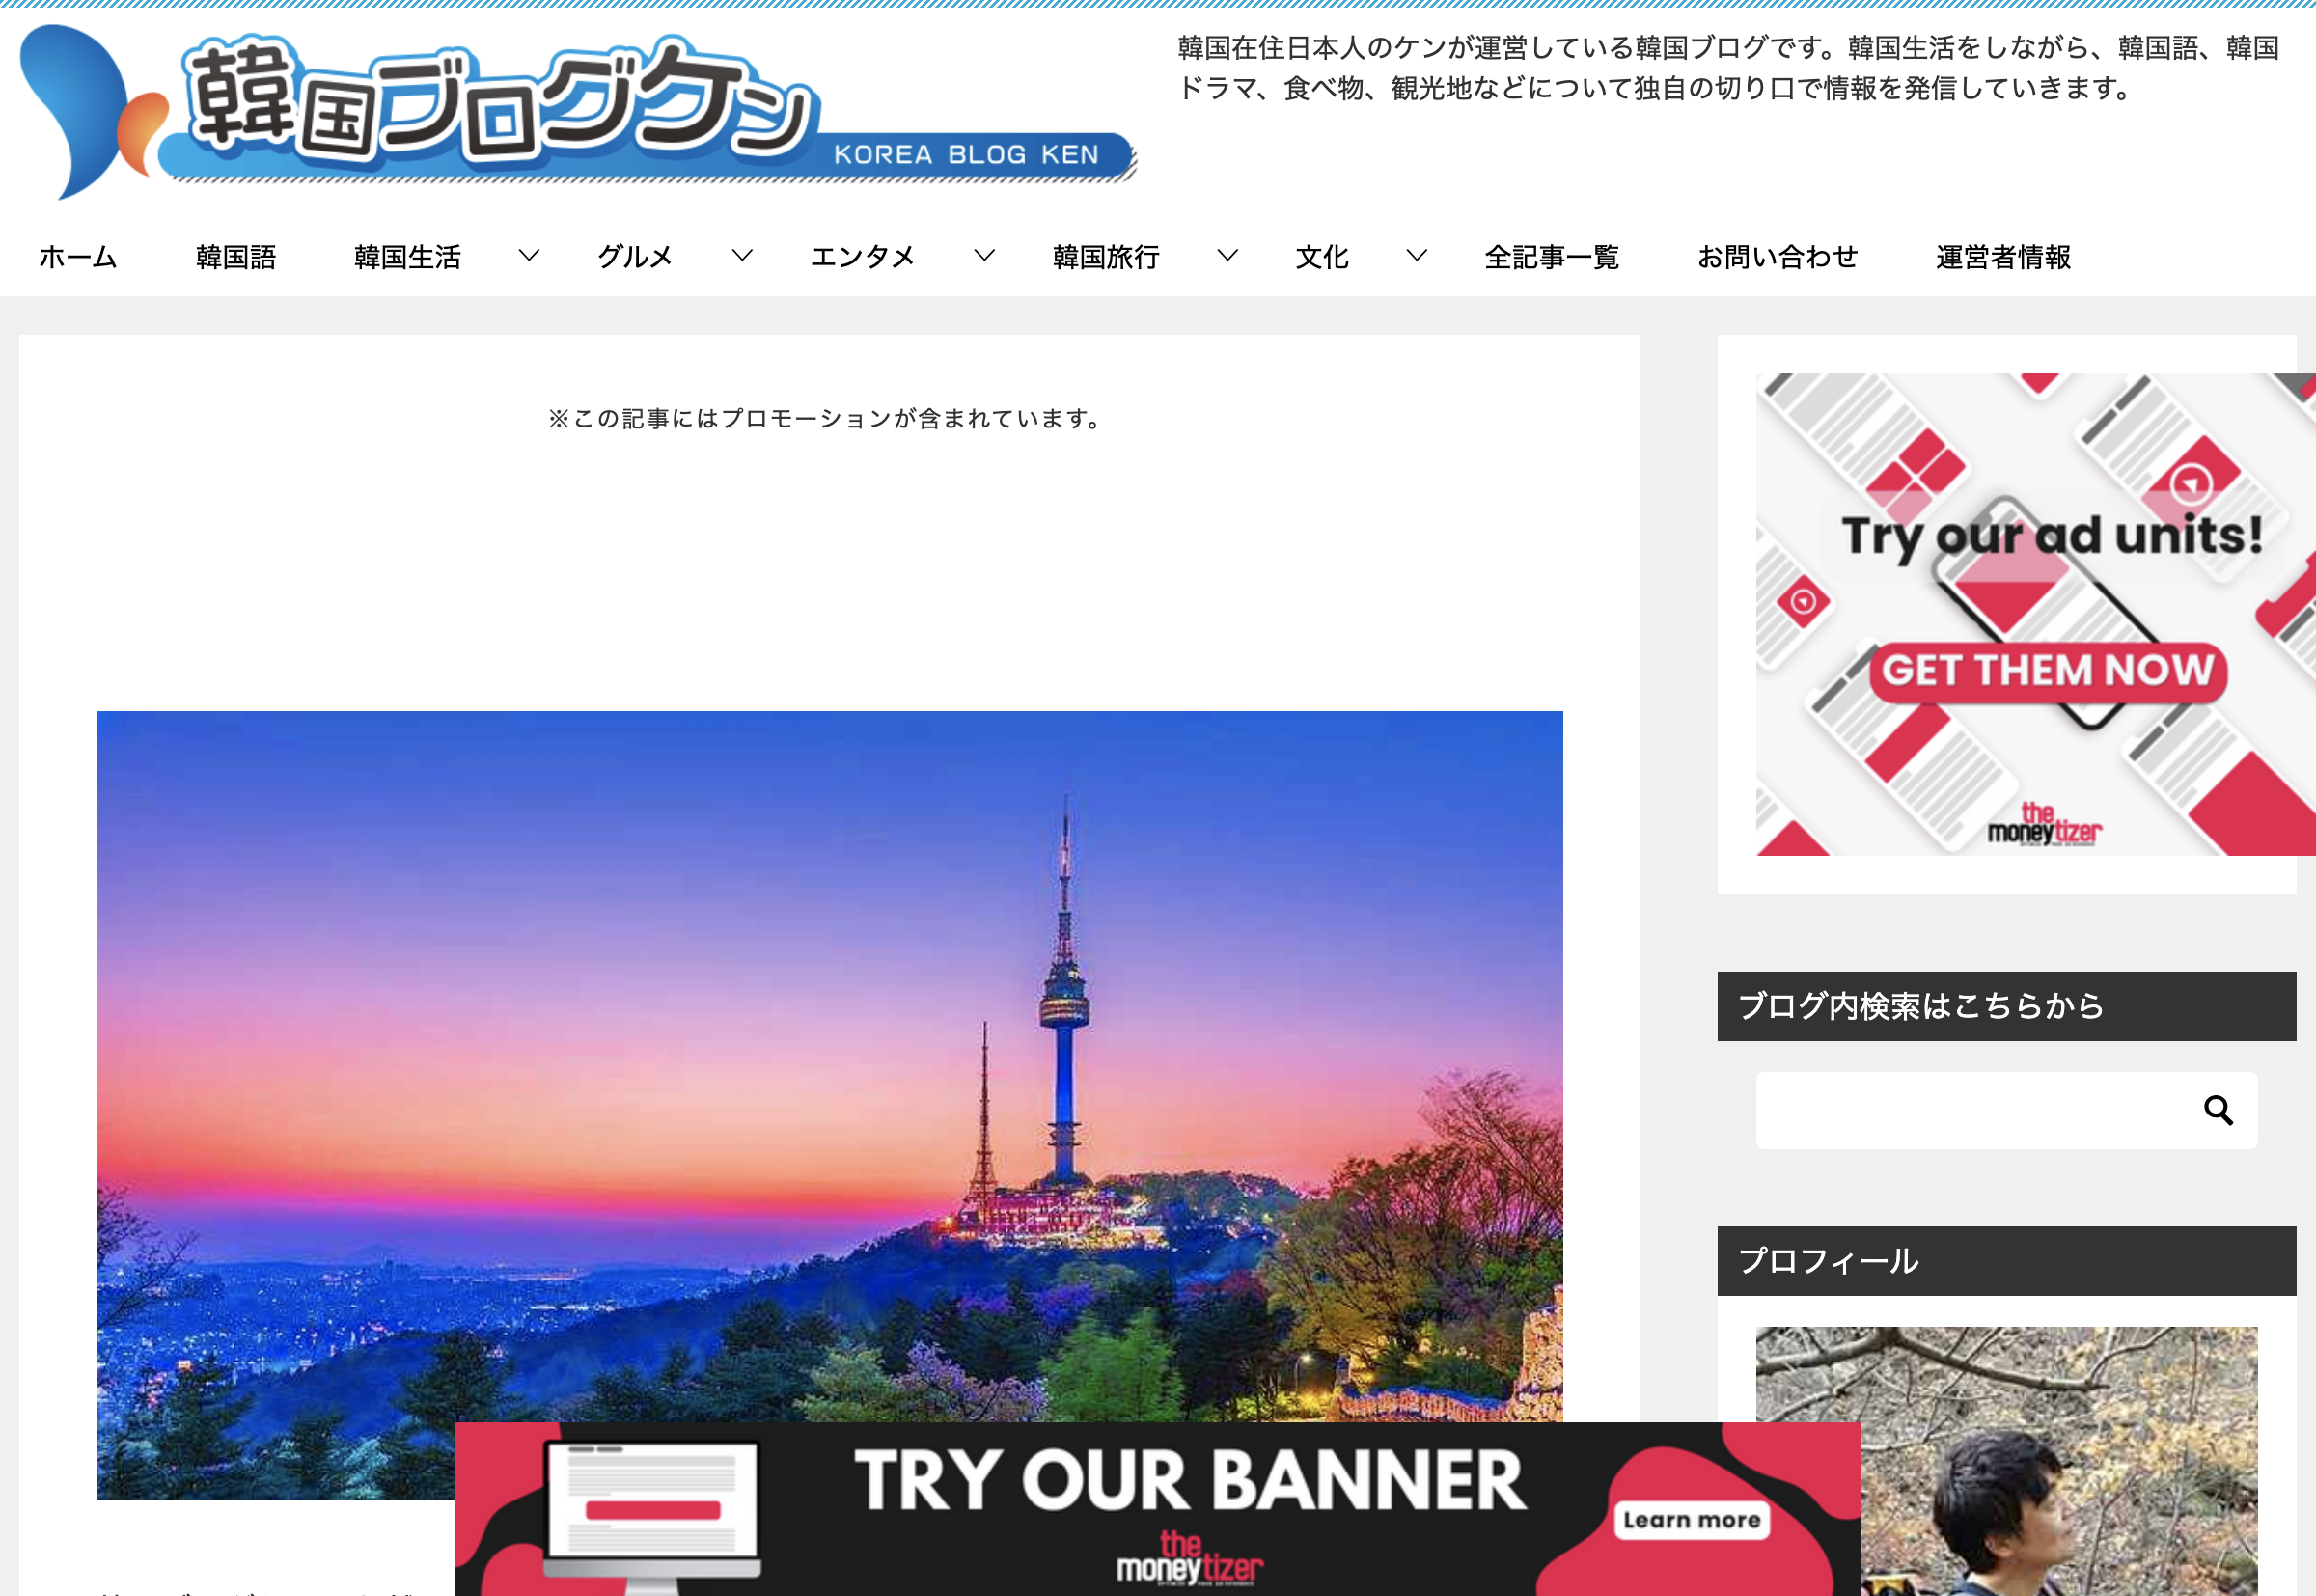 韓国ブログケン
KOREA BLOG KEN
韓国在住日本人のケンが運営している韓国ブログです。韓国生活をしながら、韓国語、韓国
ドラマ、食べ物、観光地などについて独自の切り口で情報を発信していきます。
ホーム 韓国語 韓国生活 グルメ エンタメ 韓国旅行 文化 全記事一覧 お問い合わせ 運営者情報
※この記事にはプロモーションが含まれています。
Try our ad units!
GET THEM NOW
the
moneytizer
ブログ内検索はこちらから
プロフィール
TRY OUR BANNER
Learn more
the
moneytizer